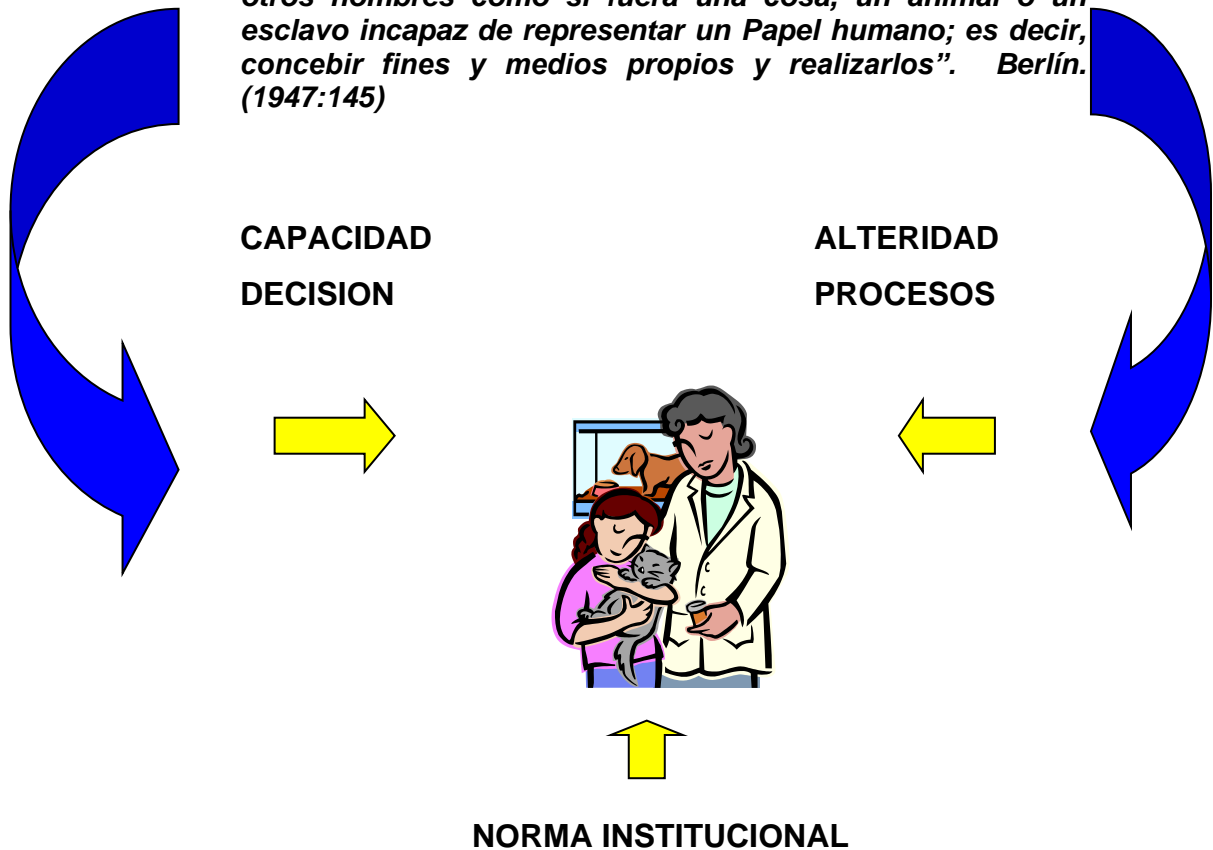 otros hombres como si fuera una cosa, un animal o un
esclavo incapaz de representar un Papel humano; es decir,
concebir fines y medios propios y realizarlos”. Berlín.
(1947:145)
CAPACIDAD
DECISION
ALTERIDAD
PROCESOS
NORMA INSTITUCIONAL